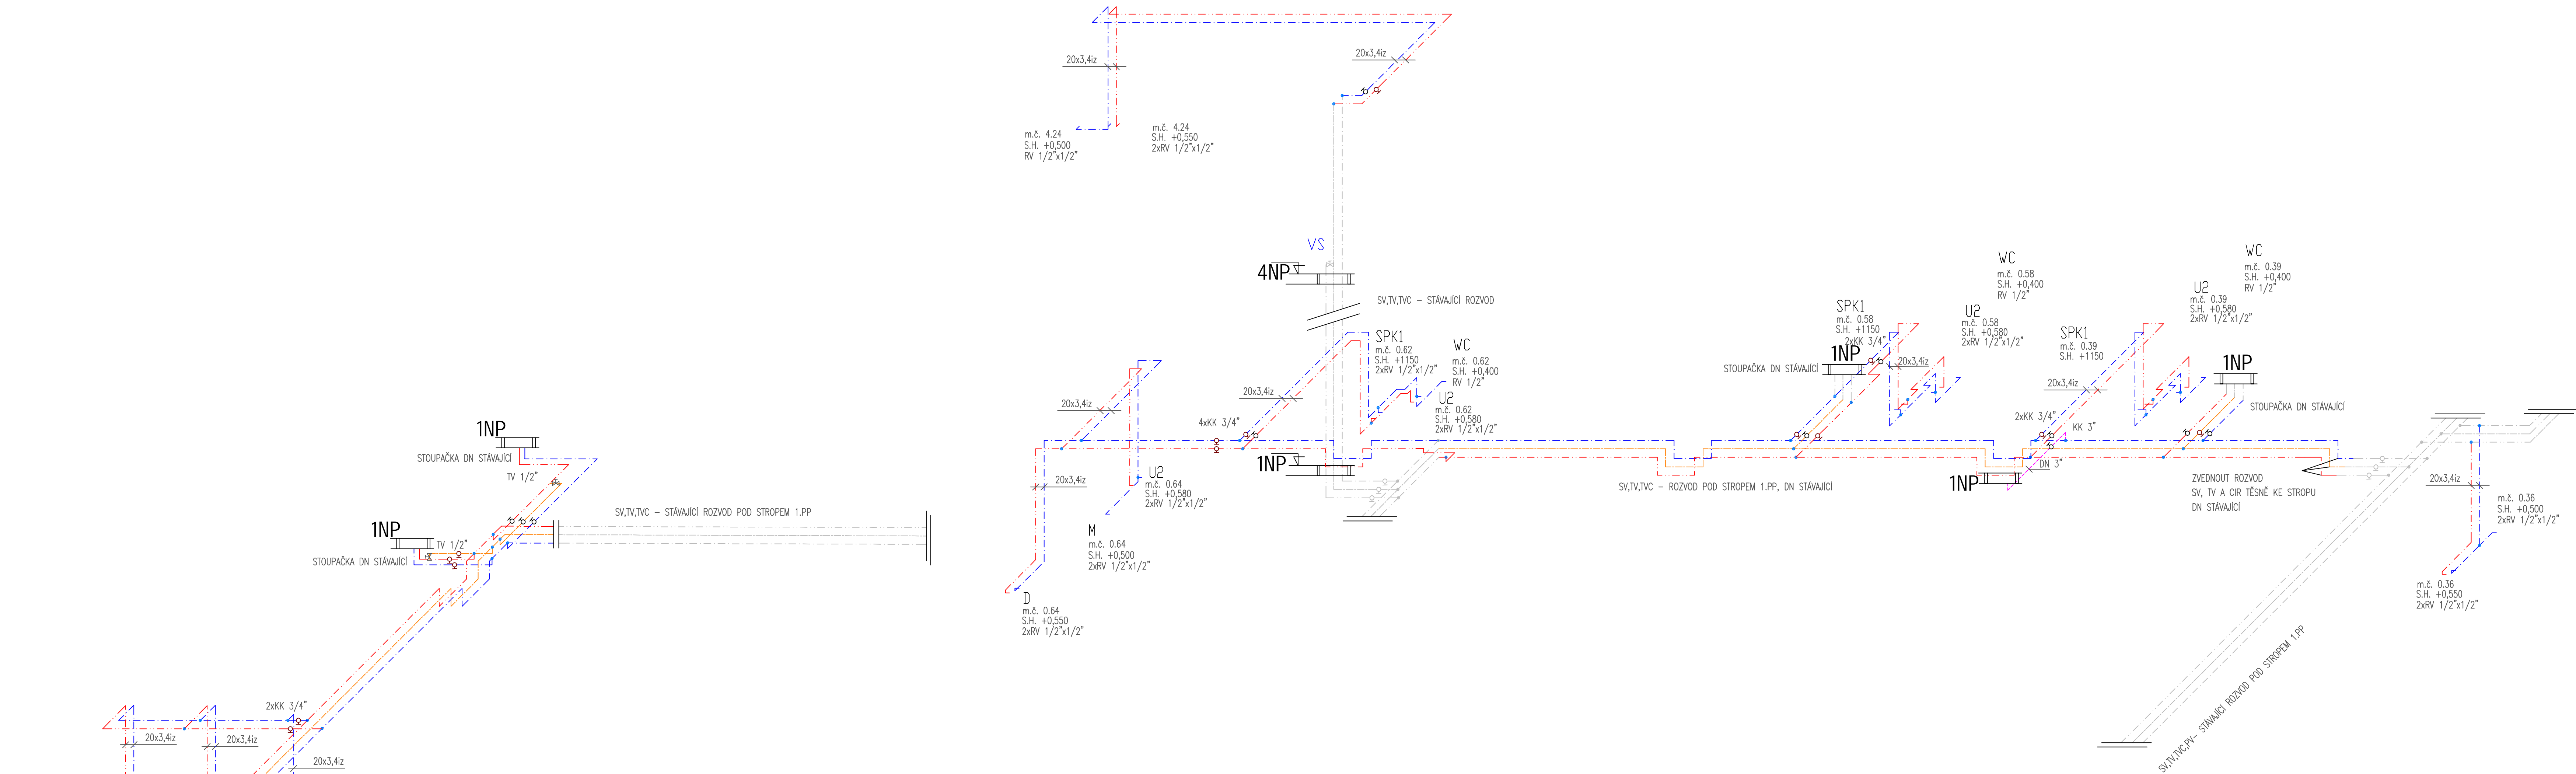 20x3,4iz
20x3,4iz
m.č. 4.24
S.H. +0,500
RV 1/2"x1/2"
m.č. 4.24
S.H. +0,550
2xRV 1/2"x1/2"
VS
4NP
SV,TV,TVC – STÁVAJÍCÍ ROZVOD
SPK1
m.č. 0.62
S.H. +1150
2xRV 1/2"x1/2"
WC
m.č. 0.62
S.H. +0,400
RV 1/2"
U2
m.č. 0.62
S.H. +0,580
2xRV 1/2"x1/2"
20x3,4iz
20x3,4iz
4xKK 3/4"
1NP
20x3,4iz
U2
m.č. 0.64
S.H. +0,580
2xRV 1/2"x1/2"
M
m.č. 0.64
S.H. +0,500
2xRV 1/2"x1/2"
D
m.č. 0.64
S.H. +0,550
2xRV 1/2"x1/2"
1NP
STOUPAČKA DN STÁVAJÍCÍ
TV 1/2"
1NP
TV 1/2"
STOUPAČKA DN STÁVAJÍCÍ
SV,TV,TVC – STÁVAJÍCÍ ROZVOD POD STROPEM 1.PP
2xKK 3/4"
20x3,4iz
20x3,4iz
20x3,4iz
SPK1
m.č. 0.58
S.H. +1150
2xKK 3/4"
1NP
STOUPAČKA DN STÁVAJÍCÍ
20x3,4iz
WC
m.č. 0.58
S.H. +0,400
RV 1/2"
U2
m.č. 0.58
S.H. +0,580
2xRV 1/2"x1/2"
SV,TV,TVC – ROZVOD POD STROPEM 1.PP, DN STÁVAJÍCÍ
SPK1
m.č. 0.39
S.H. +1150
20x3,4iz
2xKK 3/4"
KK 3"
DN 3"
1NP
WC
m.č. 0.39
S.H. +0,400
RV 1/2"
U2
m.č. 0.39
S.H. +0,580
2xRV 1/2"x1/2"
1NP
STOUPAČKA DN STÁVAJÍCÍ
ZVEDNOUT ROZVOD
SV, TV A CIR TĚSNĚ KE STROPU
DN STÁVAJÍCÍ
20x3,4iz
m.č. 0.36
S.H. +0,500
2xRV 1/2"x1/2"
m.č. 0.36
S.H. +0,550
2xRV 1/2"x1/2"
SV,TV,TVC,PV– STÁVAJÍCÍ ROZVOD POD STROPEM 1.PP